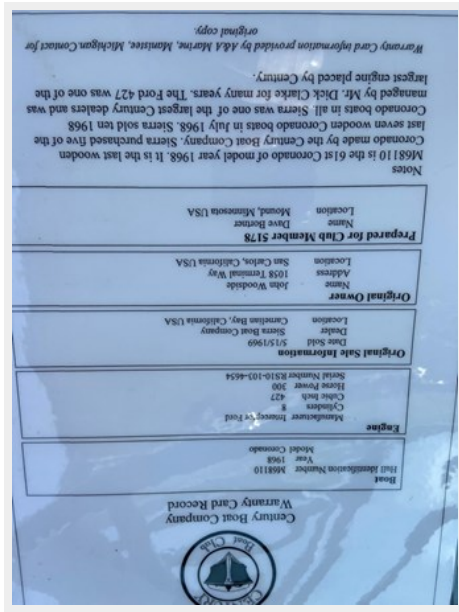 CENTURY
Boat Club
Century Boat Company
Warranty Card Record
Boat
Hull Identification Number M68110
Year 1968
Model Coronado
Engine
Manufacturer Interceptor Ford
Cylinders 8
Cubic Inch 427
Horse Power 300
Serial Number RS10-103-4654
Original Sale Information
Date Sold 5/15/1969
Dealer Sierra Boat Company
Location Carnelian Bay, California USA
Original Owner
Name John Woodside
Address 1058 Terminal Way
Location San Carlos, California USA
Prepared for Club Member 5178
Name Dave Bortner
Location Mound, Minnesota USA
Notes
M68110 is the 61st Coronado of model year 1968. It is the last wooden
Coronado made by the Century Boat Company. Sierra purchased five of the
last seven wooden Coronado boats in July 1968. Sierra sold ten 1968
Coronado boats in all. Sierra was one of the largest Century dealers and was
managed by Mr. Dick Clarke for many years. The Ford 427 was one of the
largest engine placed by Century.
Warranty Card information provided by A&A Marine, Manistee, Michigan. Contact for
original copy.